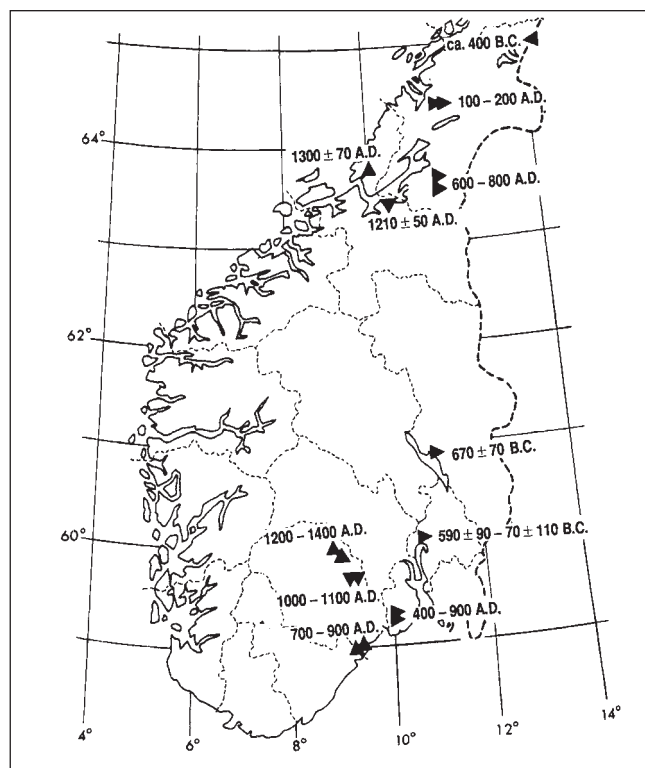 ca. 400 B.C.
100 – 200 A.D.
64°
1300 ± 70 A.D.
600 – 800 A.D.
1210 ± 50 A.D.
62°
670 ± 70 B.C.
60°
1200 – 1400 A.D.
590 ± 90 – 70 ± 110 B.C.
1000 – 1100 A.D.
400 – 900 A.D.
700 – 900 A.D.
4°
6°
8°
10°
12°
14°